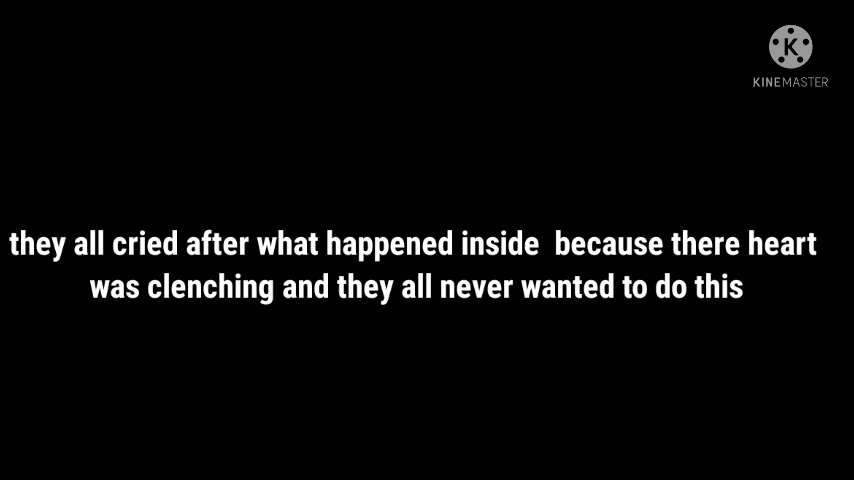 KINEMASTER
they all cried after what happened inside  because there heart
was clenching and they all never wanted to do this